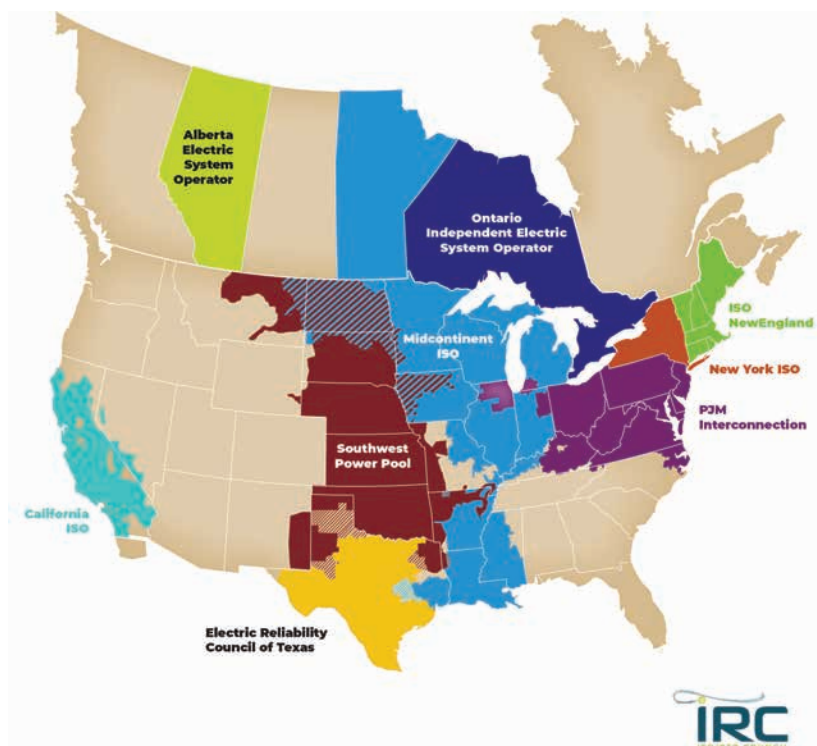 Alberta
Electric
System
Operator
Ontario
Independent Electric
System Operator
ISO
NewEngland
Midcontinent
ISO
New York ISO
PJM
Interconnection
Southwest
Power Pool
California
ISO
Electric Reliability
Council of Texas
IRC